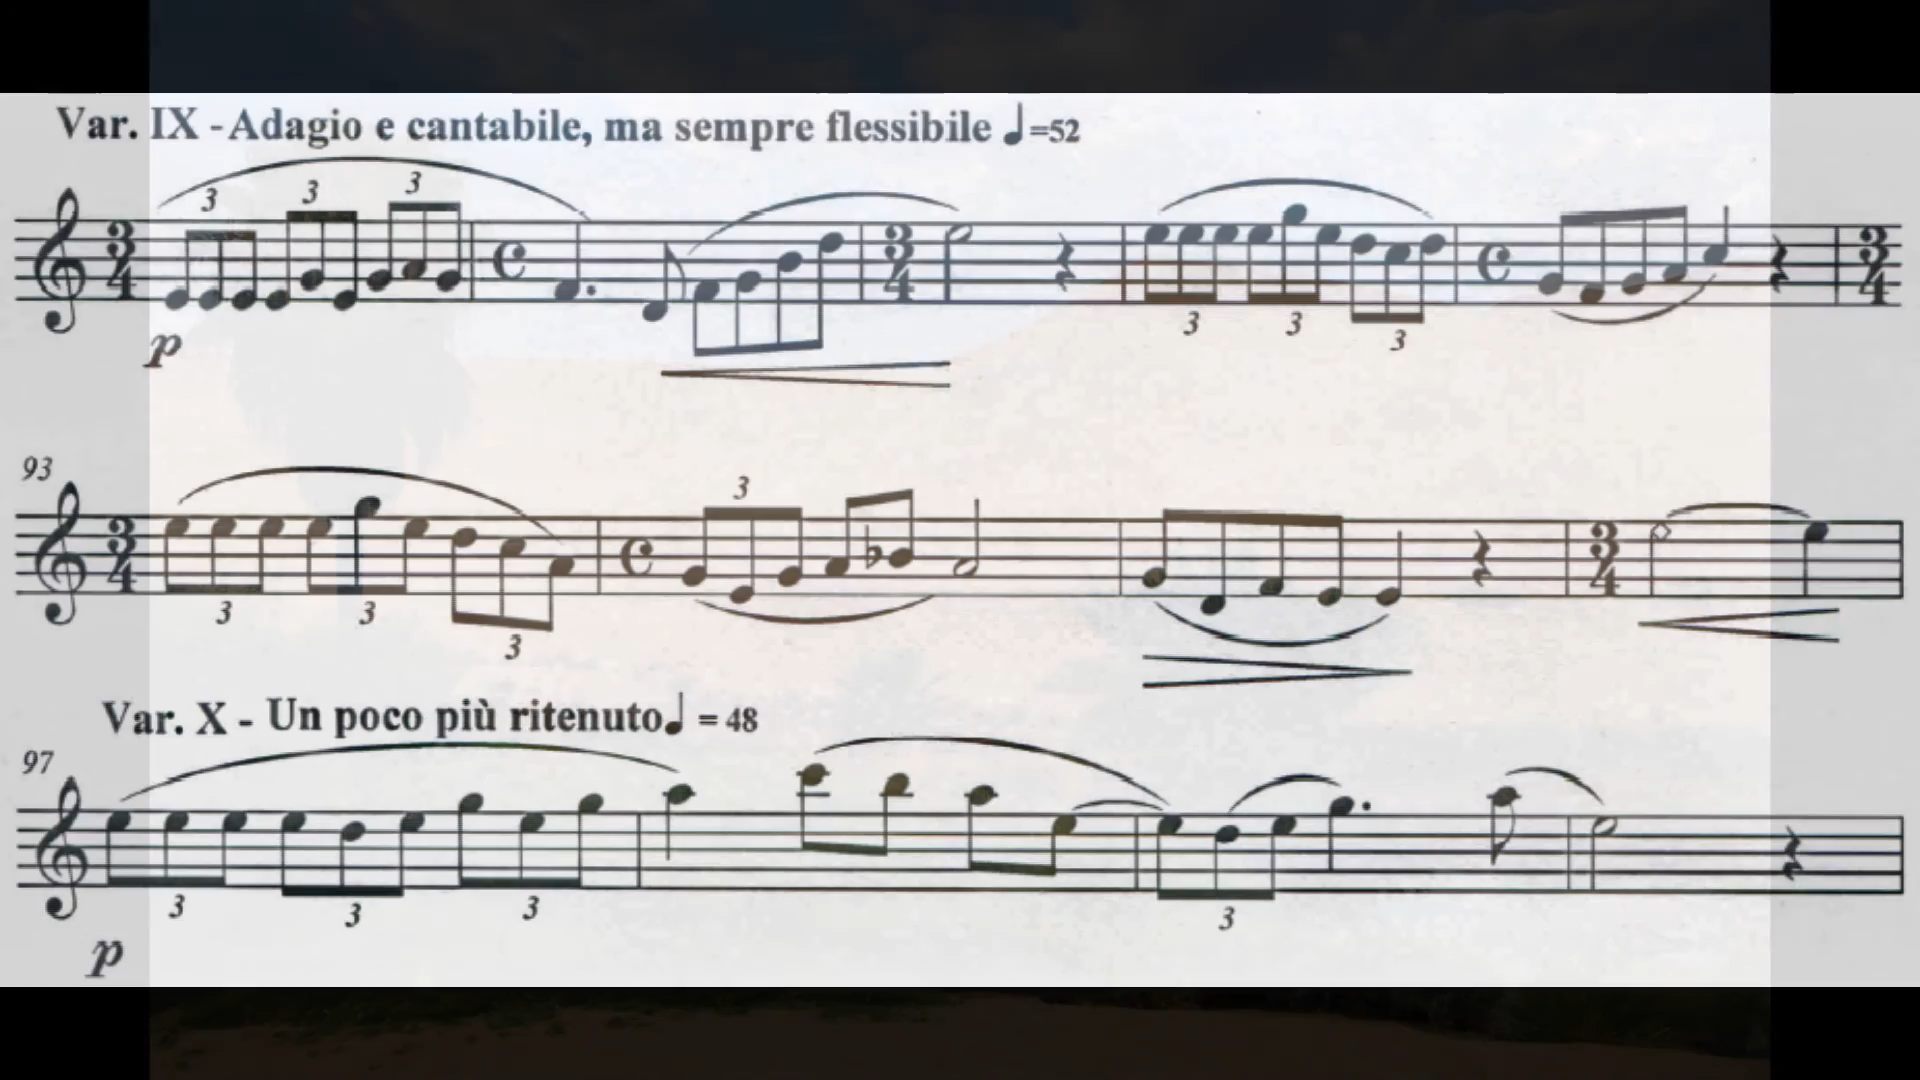 Var. IX - Adagio e cantabile, ma sempre flessibile ♩=52
3 3 3
p
3 3 3
93
3
3 3 3
Var. X - Un poco più ritenuto ♩ = 48
97
3 3 3 3
p